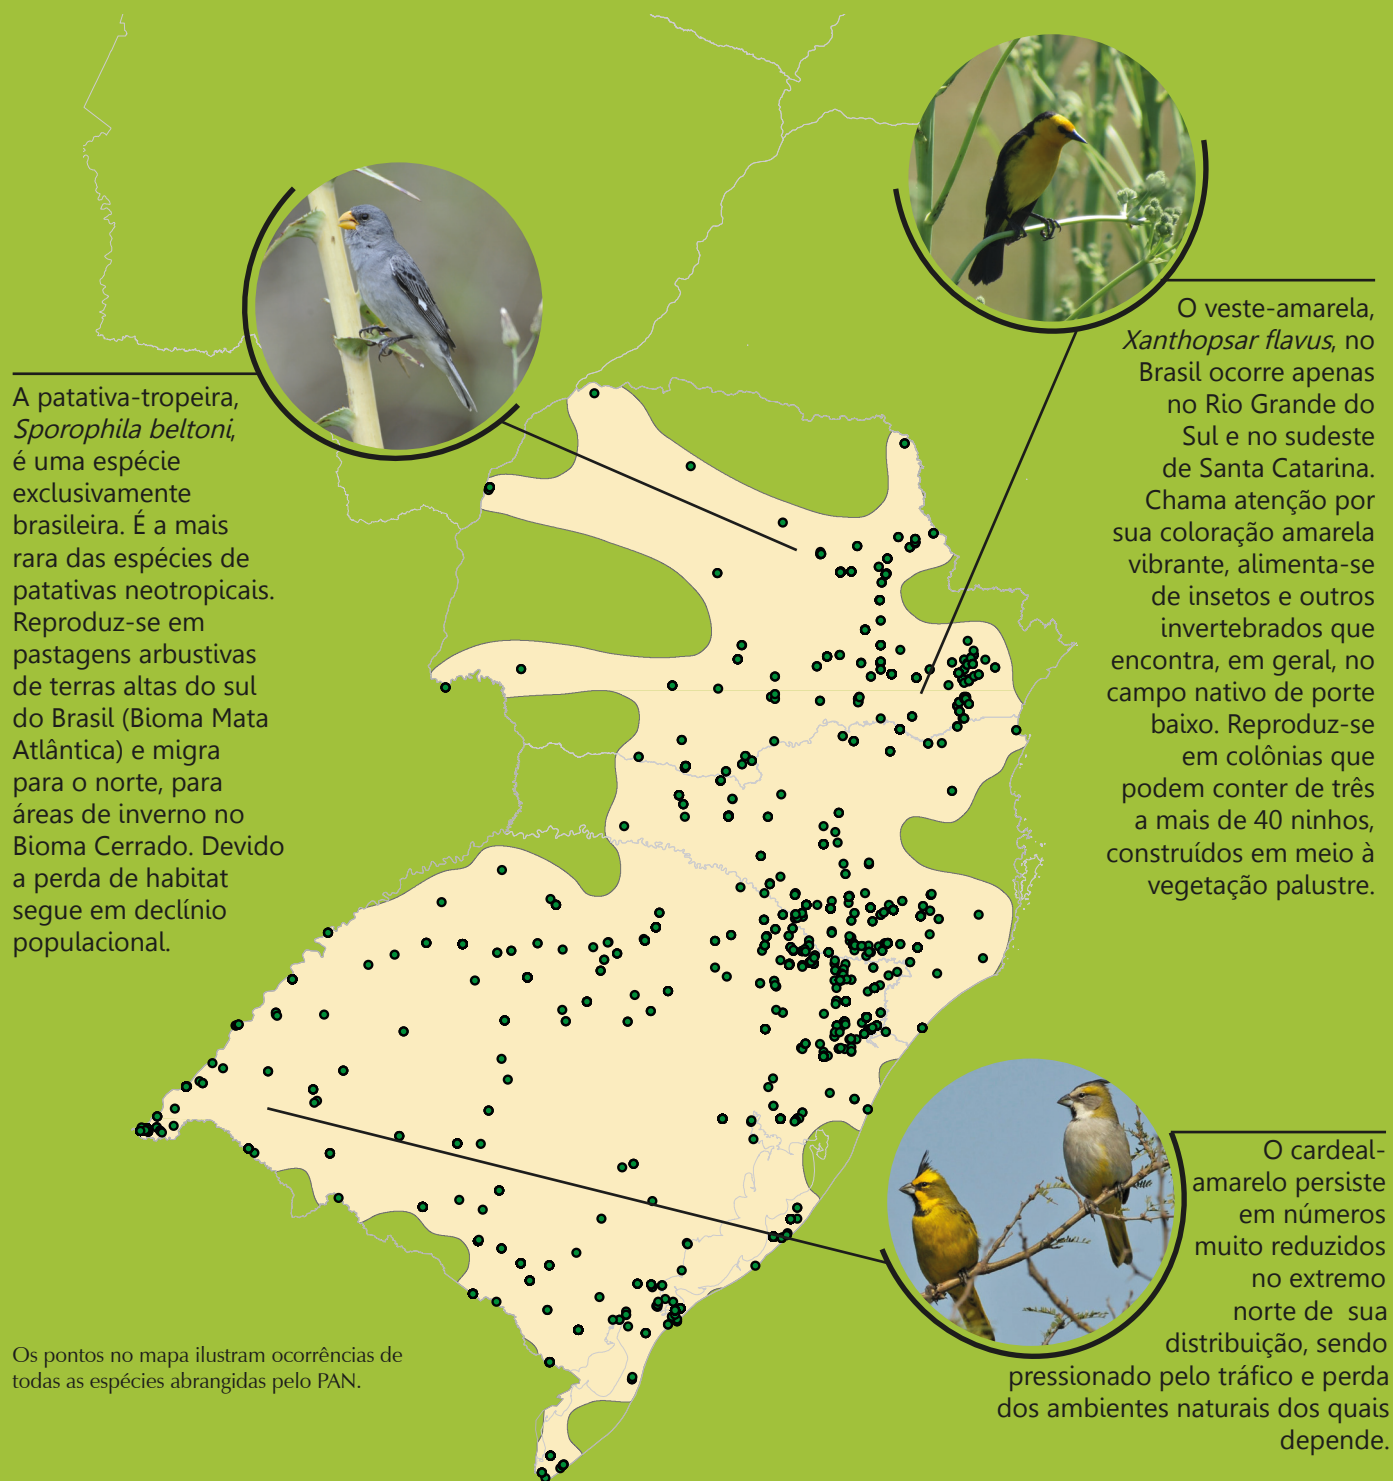 A patativa-tropeira,
Sporophila beltoni,
é uma espécie
exclusivamente
brasileira. É a mais
rara das espécies de
patativas neotropicais.
Reproduz-se em
pastagens arbustivas
de terras altas do sul
do Brasil (Bioma Mata
Atlântica) e migra
para o norte, para
áreas de inverno no
Bioma Cerrado. Devido
a perda de habitat
segue em declínio
populacional.
O veste-amarela,
Xanthopsar flavus, no
Brasil ocorre apenas
no Rio Grande do
Sul e no sudeste
de Santa Catarina.
Chama atenção por
sua coloração amarela
vibrante, alimenta-se
de insetos e outros
invertebrados que
encontra, em geral, no
campo nativo de porte
baixo. Reproduz-se
em colônias que
podem conter de três
a mais de 40 ninhos,
construídos em meio à
vegetação palustre.
O cardeal-
amarelo persiste
em números
muito reduzidos
no extremo
norte de sua
distribuição, sendo
pressionado pelo tráfico e perda
dos ambientes naturais dos quais
depende.
Os pontos no mapa ilustram ocorrências de
todas as espécies abrangidas pelo PAN.